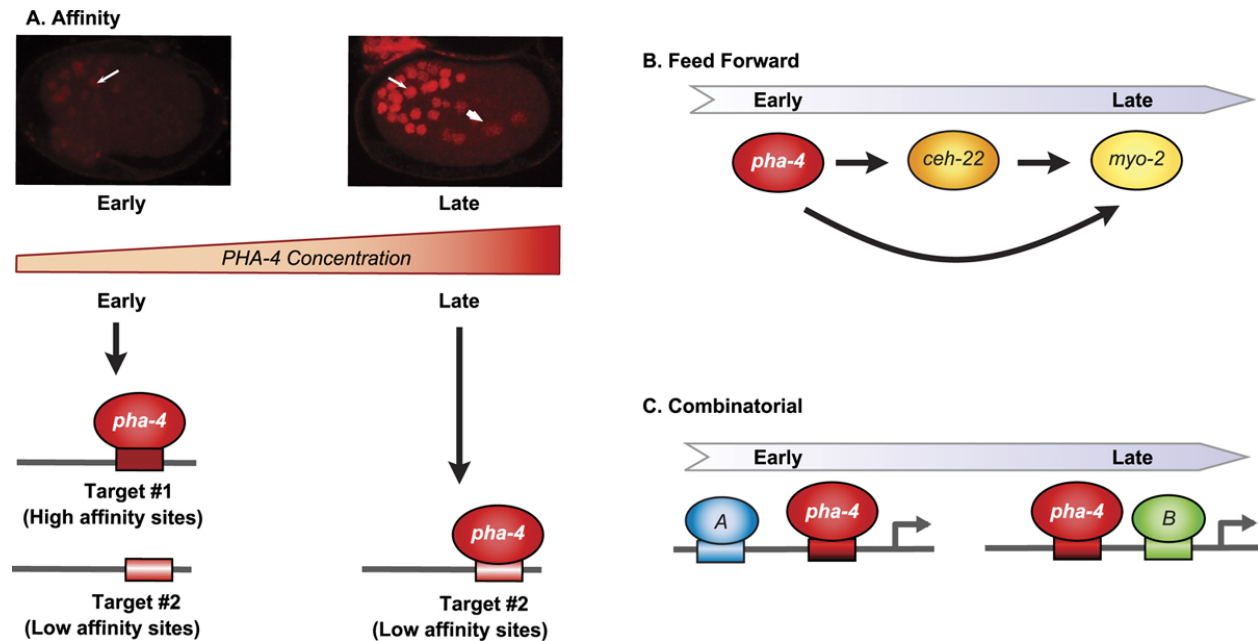 A. Affinity
Early
Late
PHA-4 Concentration
Early
Late
pha-4
Target #1
(High affinity sites)
Target #2
(Low affinity sites)
pha-4
Target #2
(Low affinity sites)
B. Feed Forward
Early
Late
pha-4
ceh-22
myo-2
C. Combinatorial
Early
Late
A
pha-4
pha-4
B